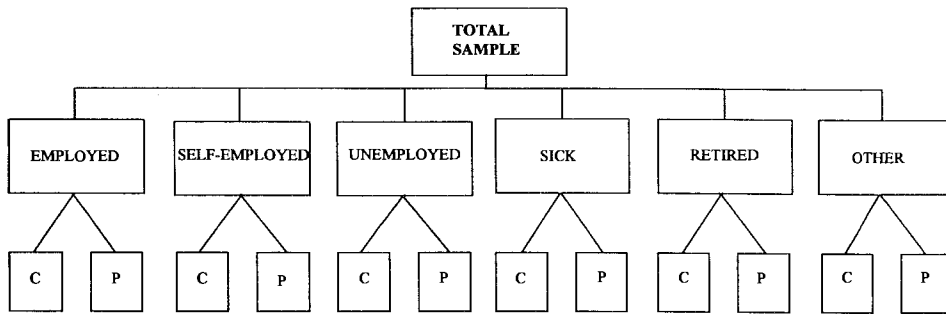 TOTAL
SAMPLE
EMPLOYED
SELF-EMPLOYED
UNEMPLOYED
SICK
RETIRED
OTHER
C P C P C P C P C P C P